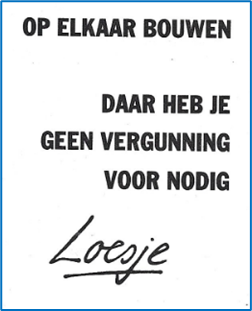 OP ELKAAR BOUWEN
DAAR HEB JE
GEEN VERGUNNING
VOOR NODIG
Loesje